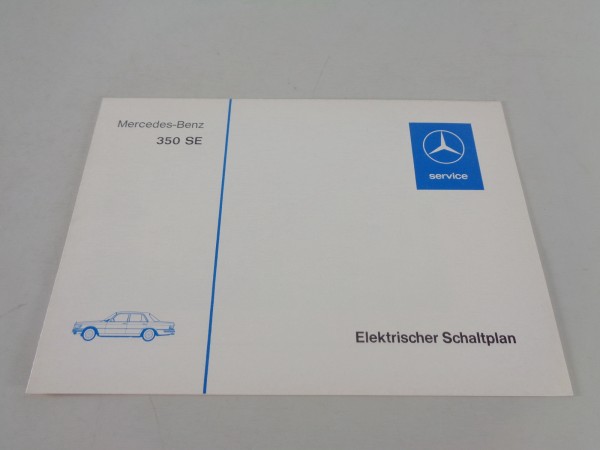 Mercedes-Benz
350 SE
service
Elektrischer Schaltplan